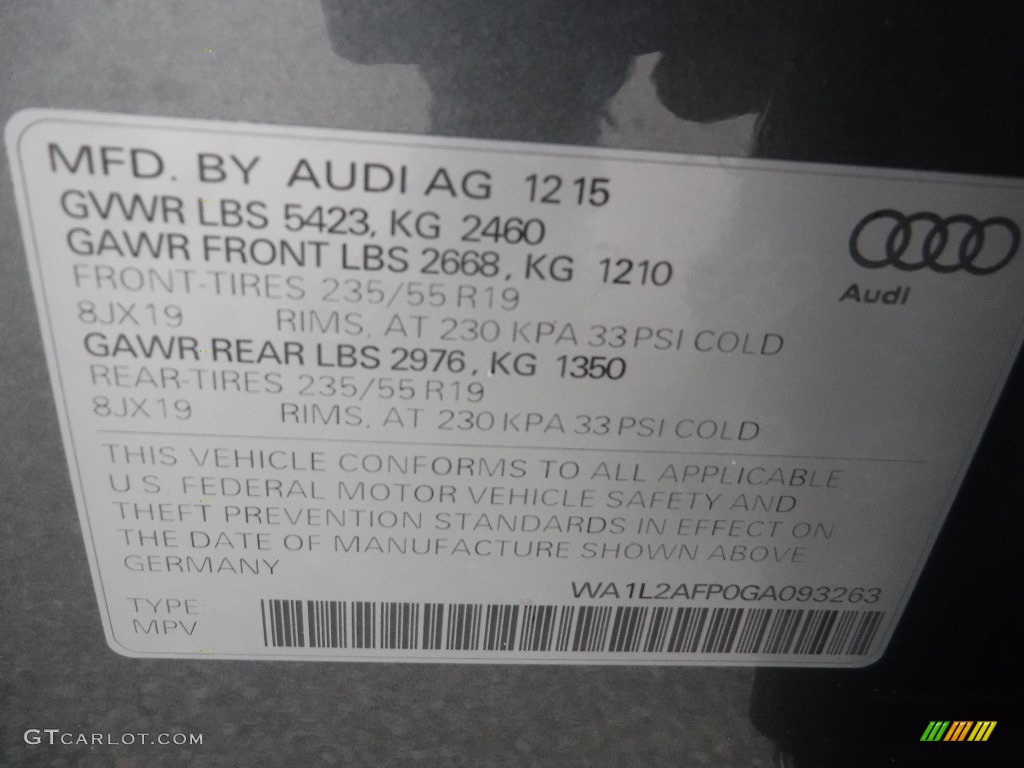 MFD. BY AUDI AG 12 15
GVWR LBS 5423, KG 2460
GAWR FRONT LBS 2668, KG 1210
FRONT-TIRES 235/55 R19
8JX19 RIMS, AT 230 KPA 33 PSI COLD
GAWR REAR LBS 2976, KG 1350
REAR-TIRES 235/55 R19
8JX19 RIMS, AT 230 KPA 33 PSI COLD
Audi
THIS VEHICLE CONFORMS TO ALL APPLICABLE
U.S. FEDERAL MOTOR VEHICLE SAFETY AND
THEFT PREVENTION STANDARDS IN EFFECT ON
THE DATE OF MANUFACTURE SHOWN ABOVE
GERMANY
WA1L2AFP0GA093263
TYPE
MPV
GTCARLOT.COM